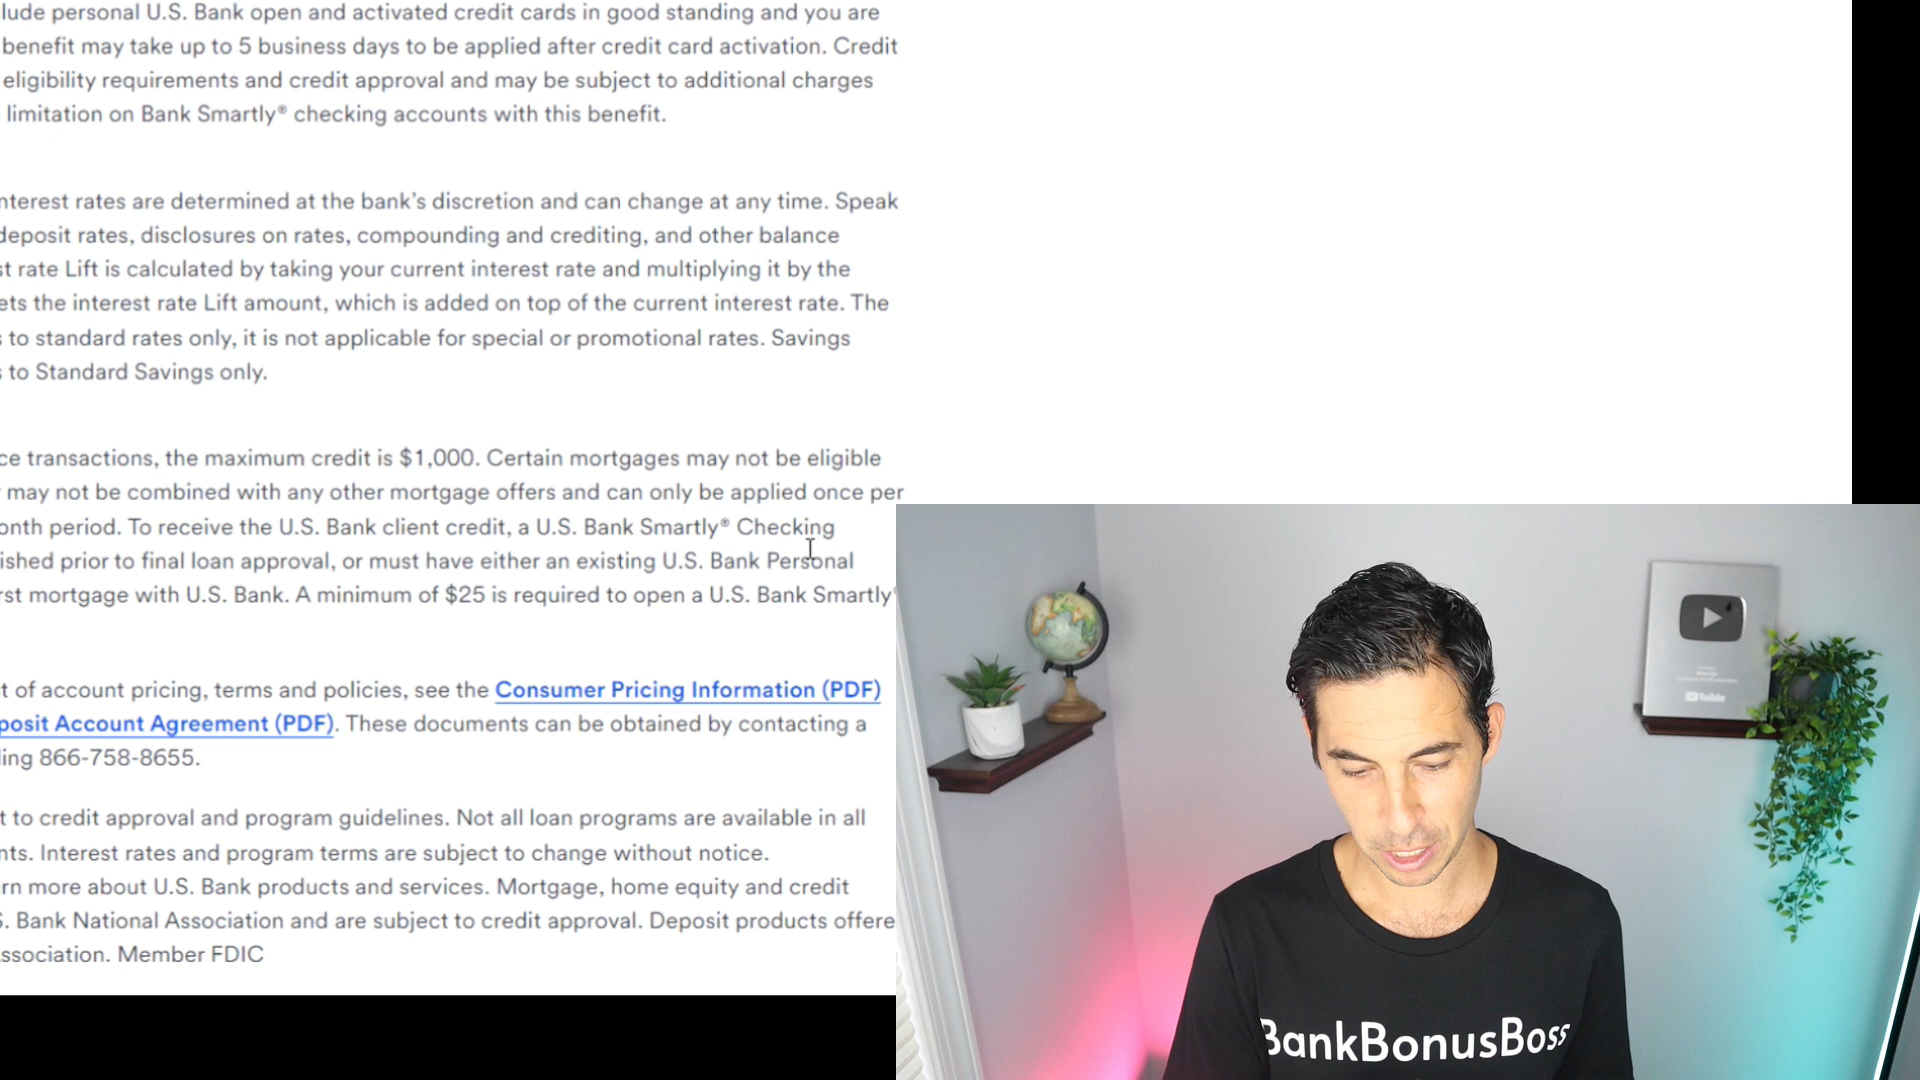 lude personal U.S. Bank open and activated credit cards in good standing and you are
benefit may take up to 5 business days to be applied after credit card activation. Credit
eligibility requirements and credit approval and may be subject to additional charges
limitation on Bank Smartly® checking accounts with this benefit.
nterest rates are determined at the bank's discretion and can change at any time. Speak
deposit rates, disclosures on rates, compounding and crediting, and other balance
st rate Lift is calculated by taking your current interest rate and multiplying it by the
ets the interest rate Lift amount, which is added on top of the current interest rate. The
s to standard rates only, it is not applicable for special or promotional rates. Savings
s to Standard Savings only.
ce transactions, the maximum credit is $1,000. Certain mortgages may not be eligible
may not be combined with any other mortgage offers and can only be applied once per
onth period. To receive the U.S. Bank client credit, a U.S. Bank Smartly® Checking
ished prior to final loan approval, or must have either an existing U.S. Bank Personal
rst mortgage with U.S. Bank. A minimum of $25 is required to open a U.S. Bank Smartly
t of account pricing, terms and policies, see the Consumer Pricing Information (PDF)
posit Account Agreement (PDF). These documents can be obtained by contacting a
ling 866-758-8655.
t to credit approval and program guidelines. Not all loan programs are available in all
nts. Interest rates and program terms are subject to change without notice.
rn more about U.S. Bank products and services. Mortgage, home equity and credit
S. Bank National Association and are subject to credit approval. Deposit products offere
ssociation. Member FDIC
YouTube
BankBonusBoss